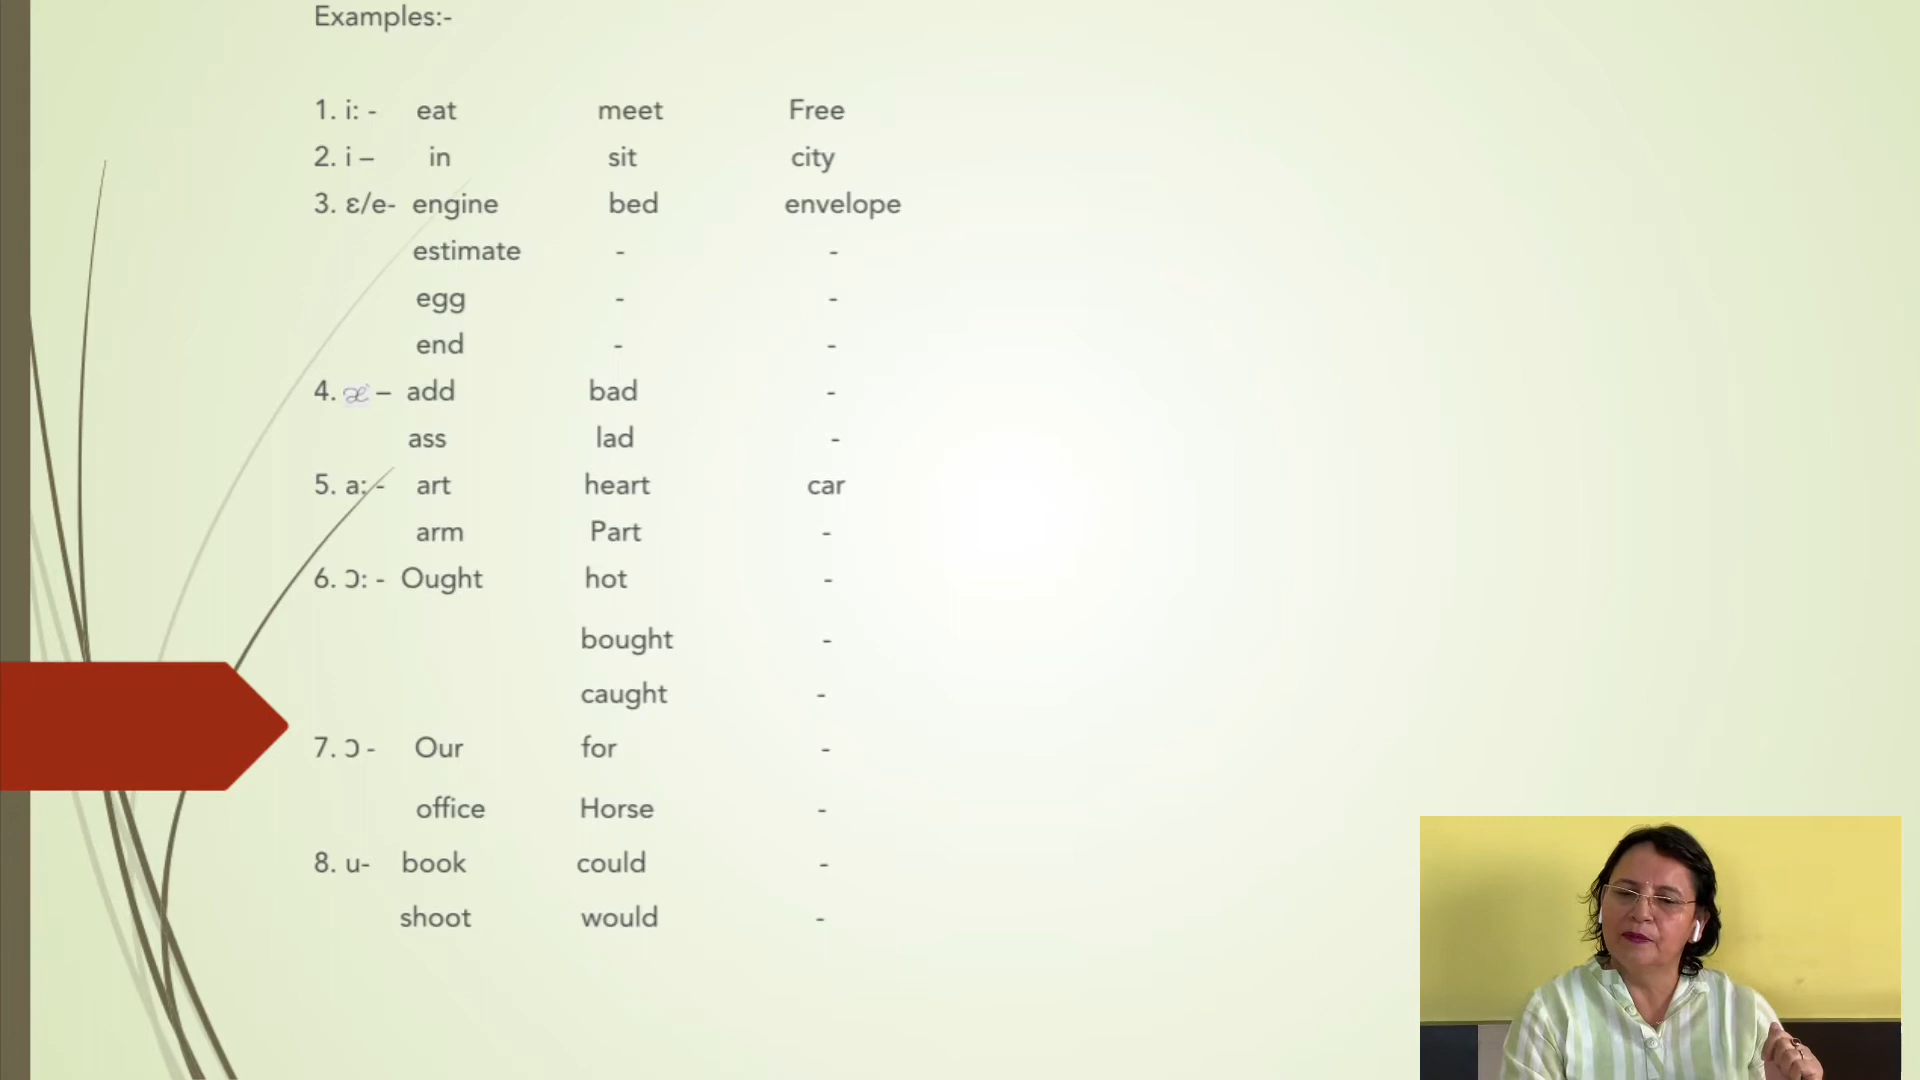 Examples:-
1. i: - eat meet Free
2. i – in sit city
3. ɛ/e- engine bed envelope
estimate - -
egg - -
end - -
4. æ – add bad -
ass lad -
5. a: - art heart car
arm Part -
6. Ɔ: - Ought hot -
bought -
caught -
7. Ɔ - Our for -
office Horse -
8. u- book could -
shoot would -